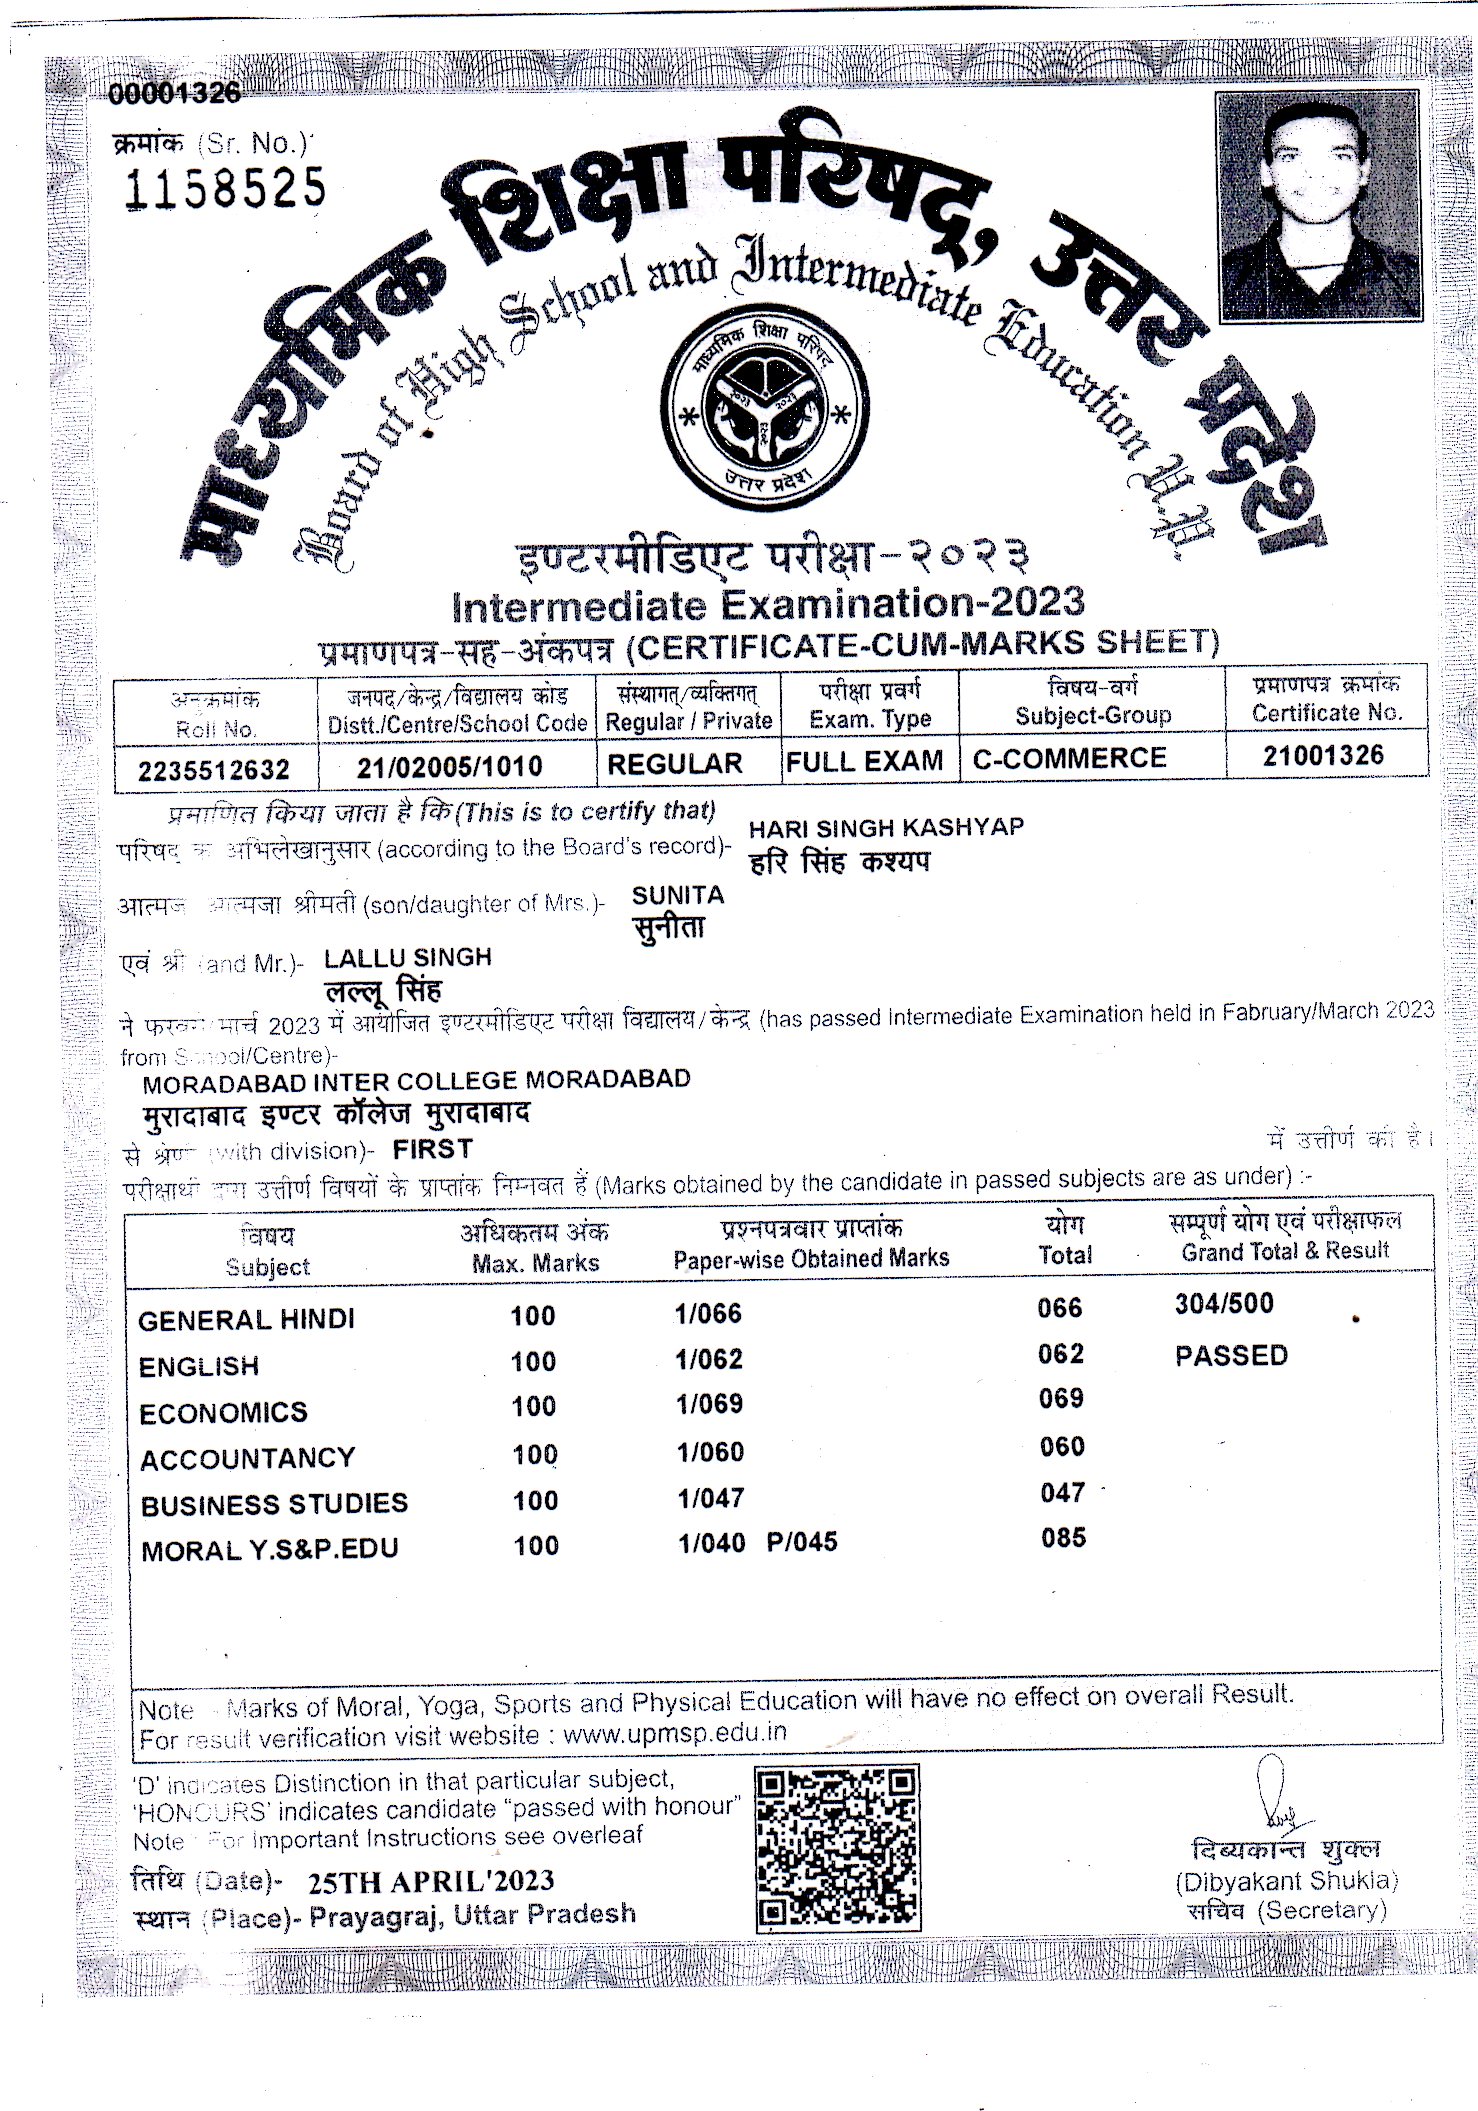 00001326
क्रमांक (Sr. No.)
1158525
माध्यमिक शिक्षा परिषद्, उत्तर प्रदेश
Board of High School and Intermediate Education U.P.
माध्यमिक शिक्षा परिषद
२०२३ २०२३
२०२३
उत्तर प्रदेश
इण्टरमीडिएट परीक्षा-२०२३
Intermediate Examination-2023
प्रमाणपत्र-सह-अंकपत्र (CERTIFICATE-CUM-MARKS SHEET)
अनुक्रमांक जनपद/केन्द्र/विद्यालय कोड संस्थागत्/व्यक्तिगत् परीक्षा प्रवर्ग विषय-वर्ग प्रमाणपत्र क्रमांक
Roll No. Distt./Centre/School Code Regular / Private Exam. Type Subject-Group Certificate No.
2235512632 21/02005/1010 REGULAR FULL EXAM C-COMMERCE 21001326
प्रमाणित किया जाता है कि (This is to certify that)
HARI SINGH KASHYAP
परिषद के अभिलेखानुसार (according to the Board's record)-
हरि सिंह कश्यप
आत्मज आत्मजा श्रीमती (son/daughter of Mrs.)- SUNITA
सुनीता
एवं श्री (and Mr.)- LALLU SINGH
लल्लू सिंह
ने फरवरी/मार्च 2023 में आयोजित इण्टरमीडिएट परीक्षा विद्यालय/केन्द्र (has passed Intermediate Examination held in Fabruary/March 2023
from School/Centre)-
MORADABAD INTER COLLEGE MORADABAD
मुरादाबाद इण्टर कॉलेज मुरादाबाद
से श्रेणी (with division)- FIRST में उत्तीर्ण की है।
परीक्षार्थी द्वारा उत्तीर्ण विषयों के प्राप्तांक निम्नवत हैं (Marks obtained by the candidate in passed subjects are as under) :-
विषय अधिकतम अंक प्रश्नपत्रवार प्राप्तांक योग सम्पूर्ण योग एवं परीक्षाफल
Subject Max. Marks Paper-wise Obtained Marks Total Grand Total & Result
GENERAL HINDI 100 1/066 066 304/500
ENGLISH 100 1/062 062 PASSED
ECONOMICS 100 1/069 069
ACCOUNTANCY 100 1/060 060
BUSINESS STUDIES 100 1/047 047
MORAL Y.S&P.EDU 100 1/040 P/045 085
Note - Marks of Moral, Yoga, Sports and Physical Education will have no effect on overall Result.
For result verification visit website : www.upmsp.edu.in
'D' indicates Distinction in that particular subject,
'HONOURS' indicates candidate "passed with honour"
Note : For Important Instructions see overleaf
तिथि (Date)- 25TH APRIL'2023
स्थान (Place)- Prayagraj, Uttar Pradesh
दिब्यकान्त शुक्ल
(Dibyakant Shukla)
सचिव (Secretary)